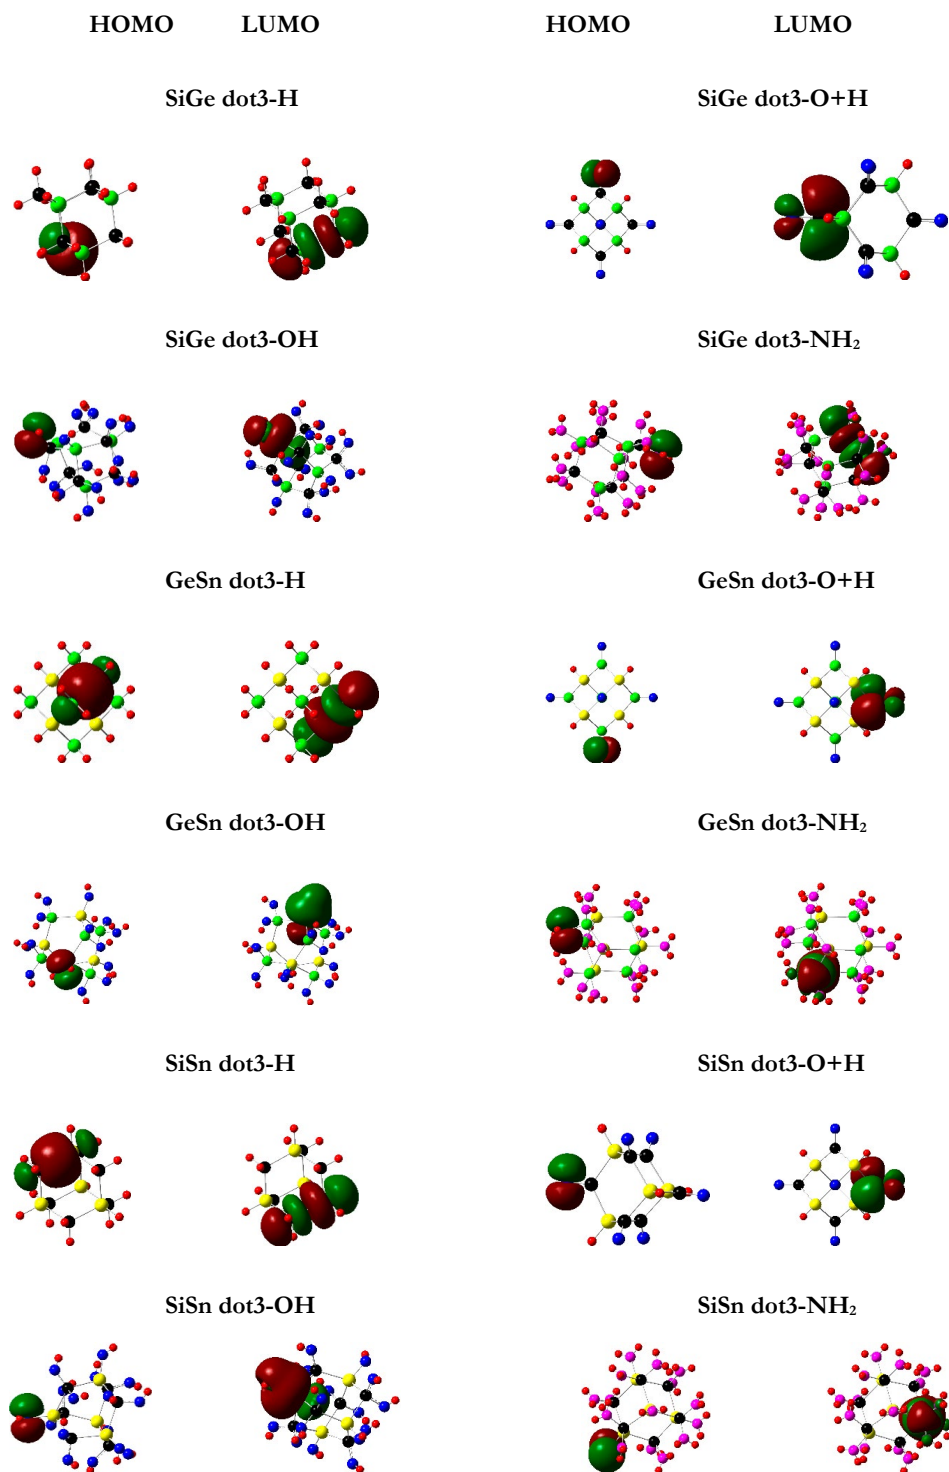 HOMO LUMO HOMO LUMO
SiGe dot3-H SiGe dot3-O+H
SiGe dot3-OH SiGe dot3-NH₂
GeSn dot3-H GeSn dot3-O+H
GeSn dot3-OH GeSn dot3-NH₂
SiSn dot3-H SiSn dot3-O+H
SiSn dot3-OH SiSn dot3-NH₂